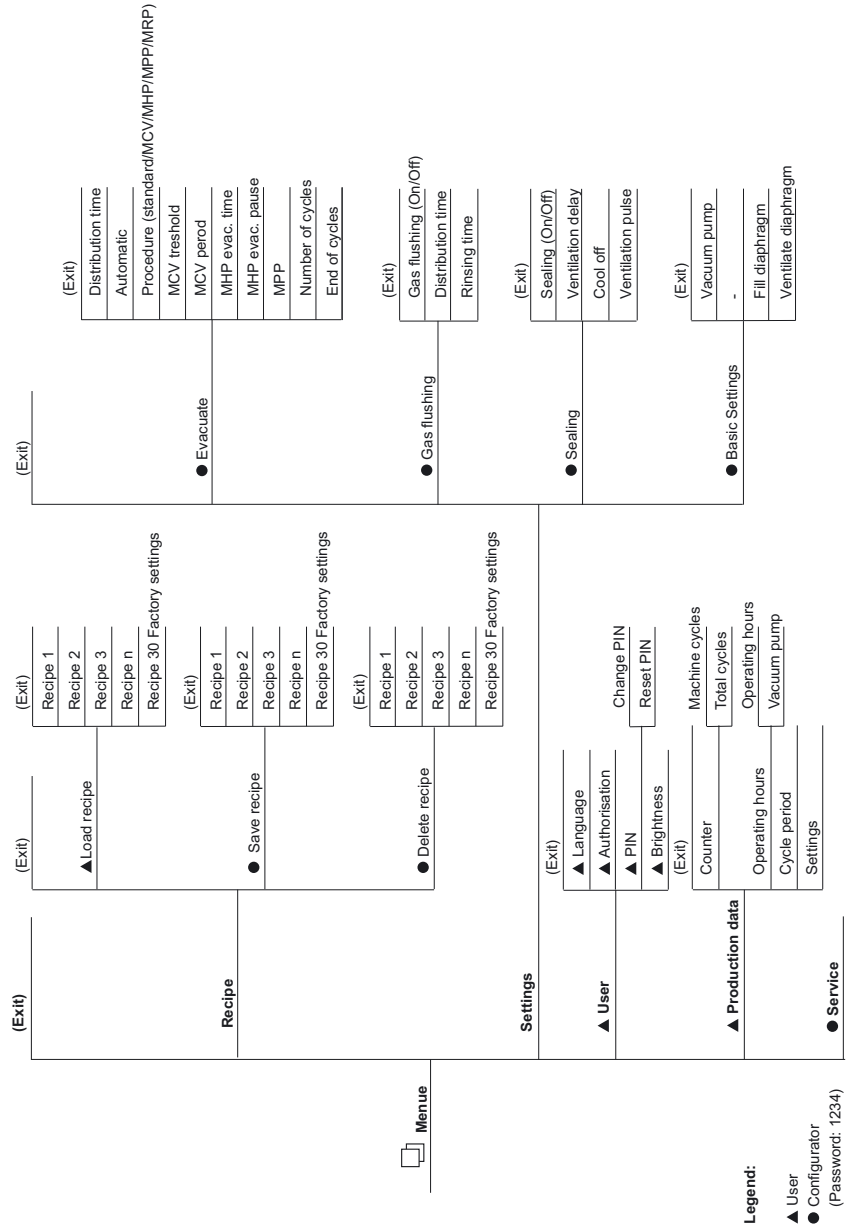 Menue
(Exit)
Recipe
(Exit)
▲Load recipe
(Exit)
Recipe 1
Recipe 2
Recipe 3
Recipe n
Recipe 30 Factory settings
● Save recipe
(Exit)
Recipe 1
Recipe 2
Recipe 3
Recipe n
Recipe 30 Factory settings
● Delete recipe
(Exit)
Recipe 1
Recipe 2
Recipe 3
Recipe n
Recipe 30 Factory settings
Settings
(Exit)
● Evacuate
(Exit)
Distribution time
Automatic
Procedure (standard/MCV/MHP/MPP/MRP)
MCV treshold
MCV perod
MHP evac. time
MHP evac. pause
MPP
Number of cycles
End of cycles
● Gas flushing
(Exit)
Gas flushing (On/Off)
Distribution time
Rinsing time
● Sealing
(Exit)
Sealing (On/Off)
Ventilation delay
Cool off
Ventilation pulse
● Basic Settings
(Exit)
Vacuum pump
-
Fill diaphragm
Ventilate diaphragm
▲ User
(Exit)
▲ Language
▲ Authorisation
▲ PIN
Change PIN
Reset PIN
▲ Brightness
▲ Production data
(Exit)
Counter
Machine cycles
Total cycles
Operating hours
Operating hours
Vacuum pump
Cycle period
Settings
● Service
Legend:
▲ User
● Configurator
(Password: 1234)